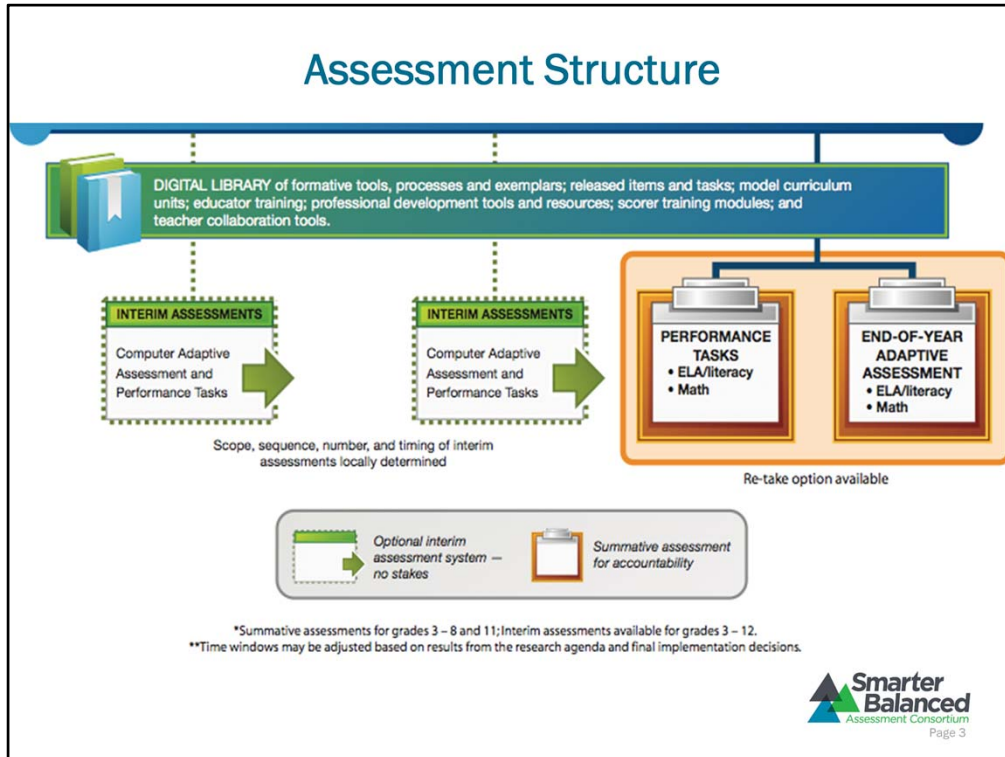 Assessment Structure
DIGITAL LIBRARY of formative tools, processes and exemplars; released items and tasks; model curriculum
units; educator training; professional development tools and resources; scorer training modules; and
teacher collaboration tools.
INTERIM ASSESSMENTS
Computer Adaptive
Assessment and
Performance Tasks
INTERIM ASSESSMENTS
Computer Adaptive
Assessment and
Performance Tasks
PERFORMANCE
TASKS
• ELA/literacy
• Math
END-OF-YEAR
ADAPTIVE
ASSESSMENT
• ELA/literacy
• Math
Scope, sequence, number, and timing of interim
assessments locally determined
Re-take option available
Optional interim
assessment system —
no stakes
Summative assessment
for accountability
*Summative assessments for grades 3 – 8 and 11; Interim assessments available for grades 3 – 12.
**Time windows may be adjusted based on results from the research agenda and final implementation decisions.
Smarter
Balanced
Assessment Consortium
Page 3